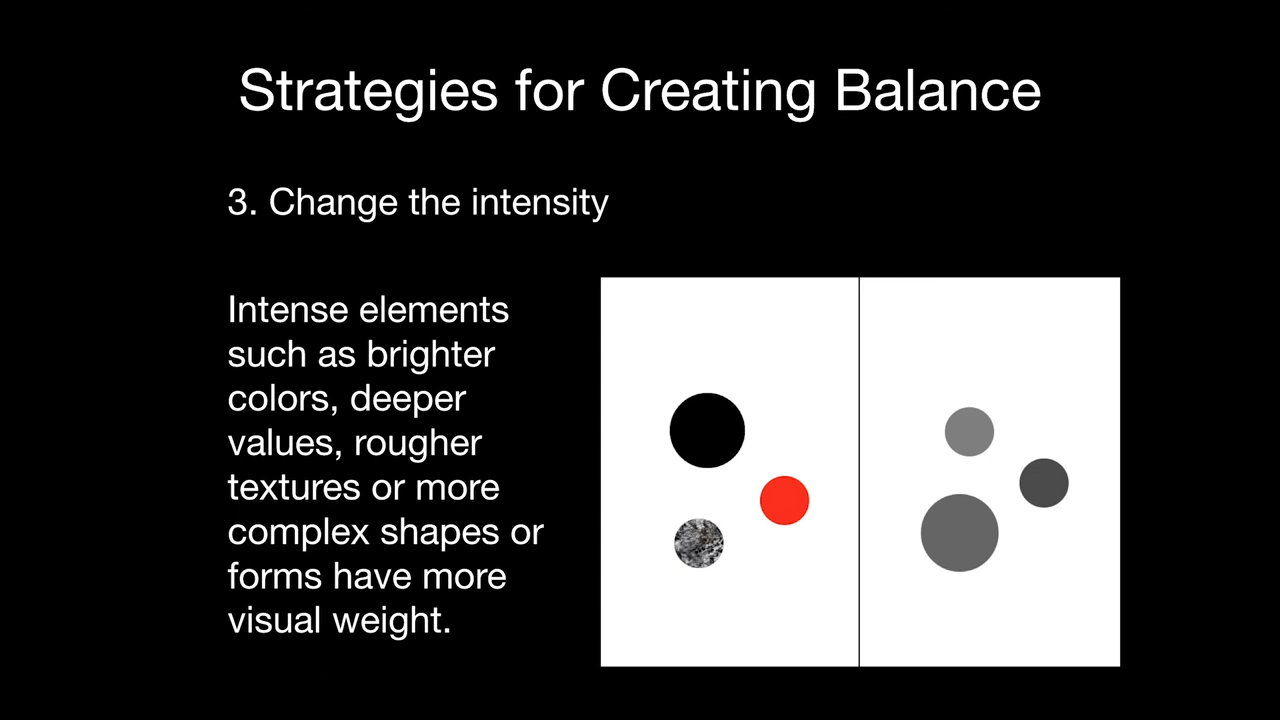 Strategies for Creating Balance
3. Change the intensity
Intense elements
such as brighter
colors, deeper
values, rougher
textures or more
complex shapes or
forms have more
visual weight.